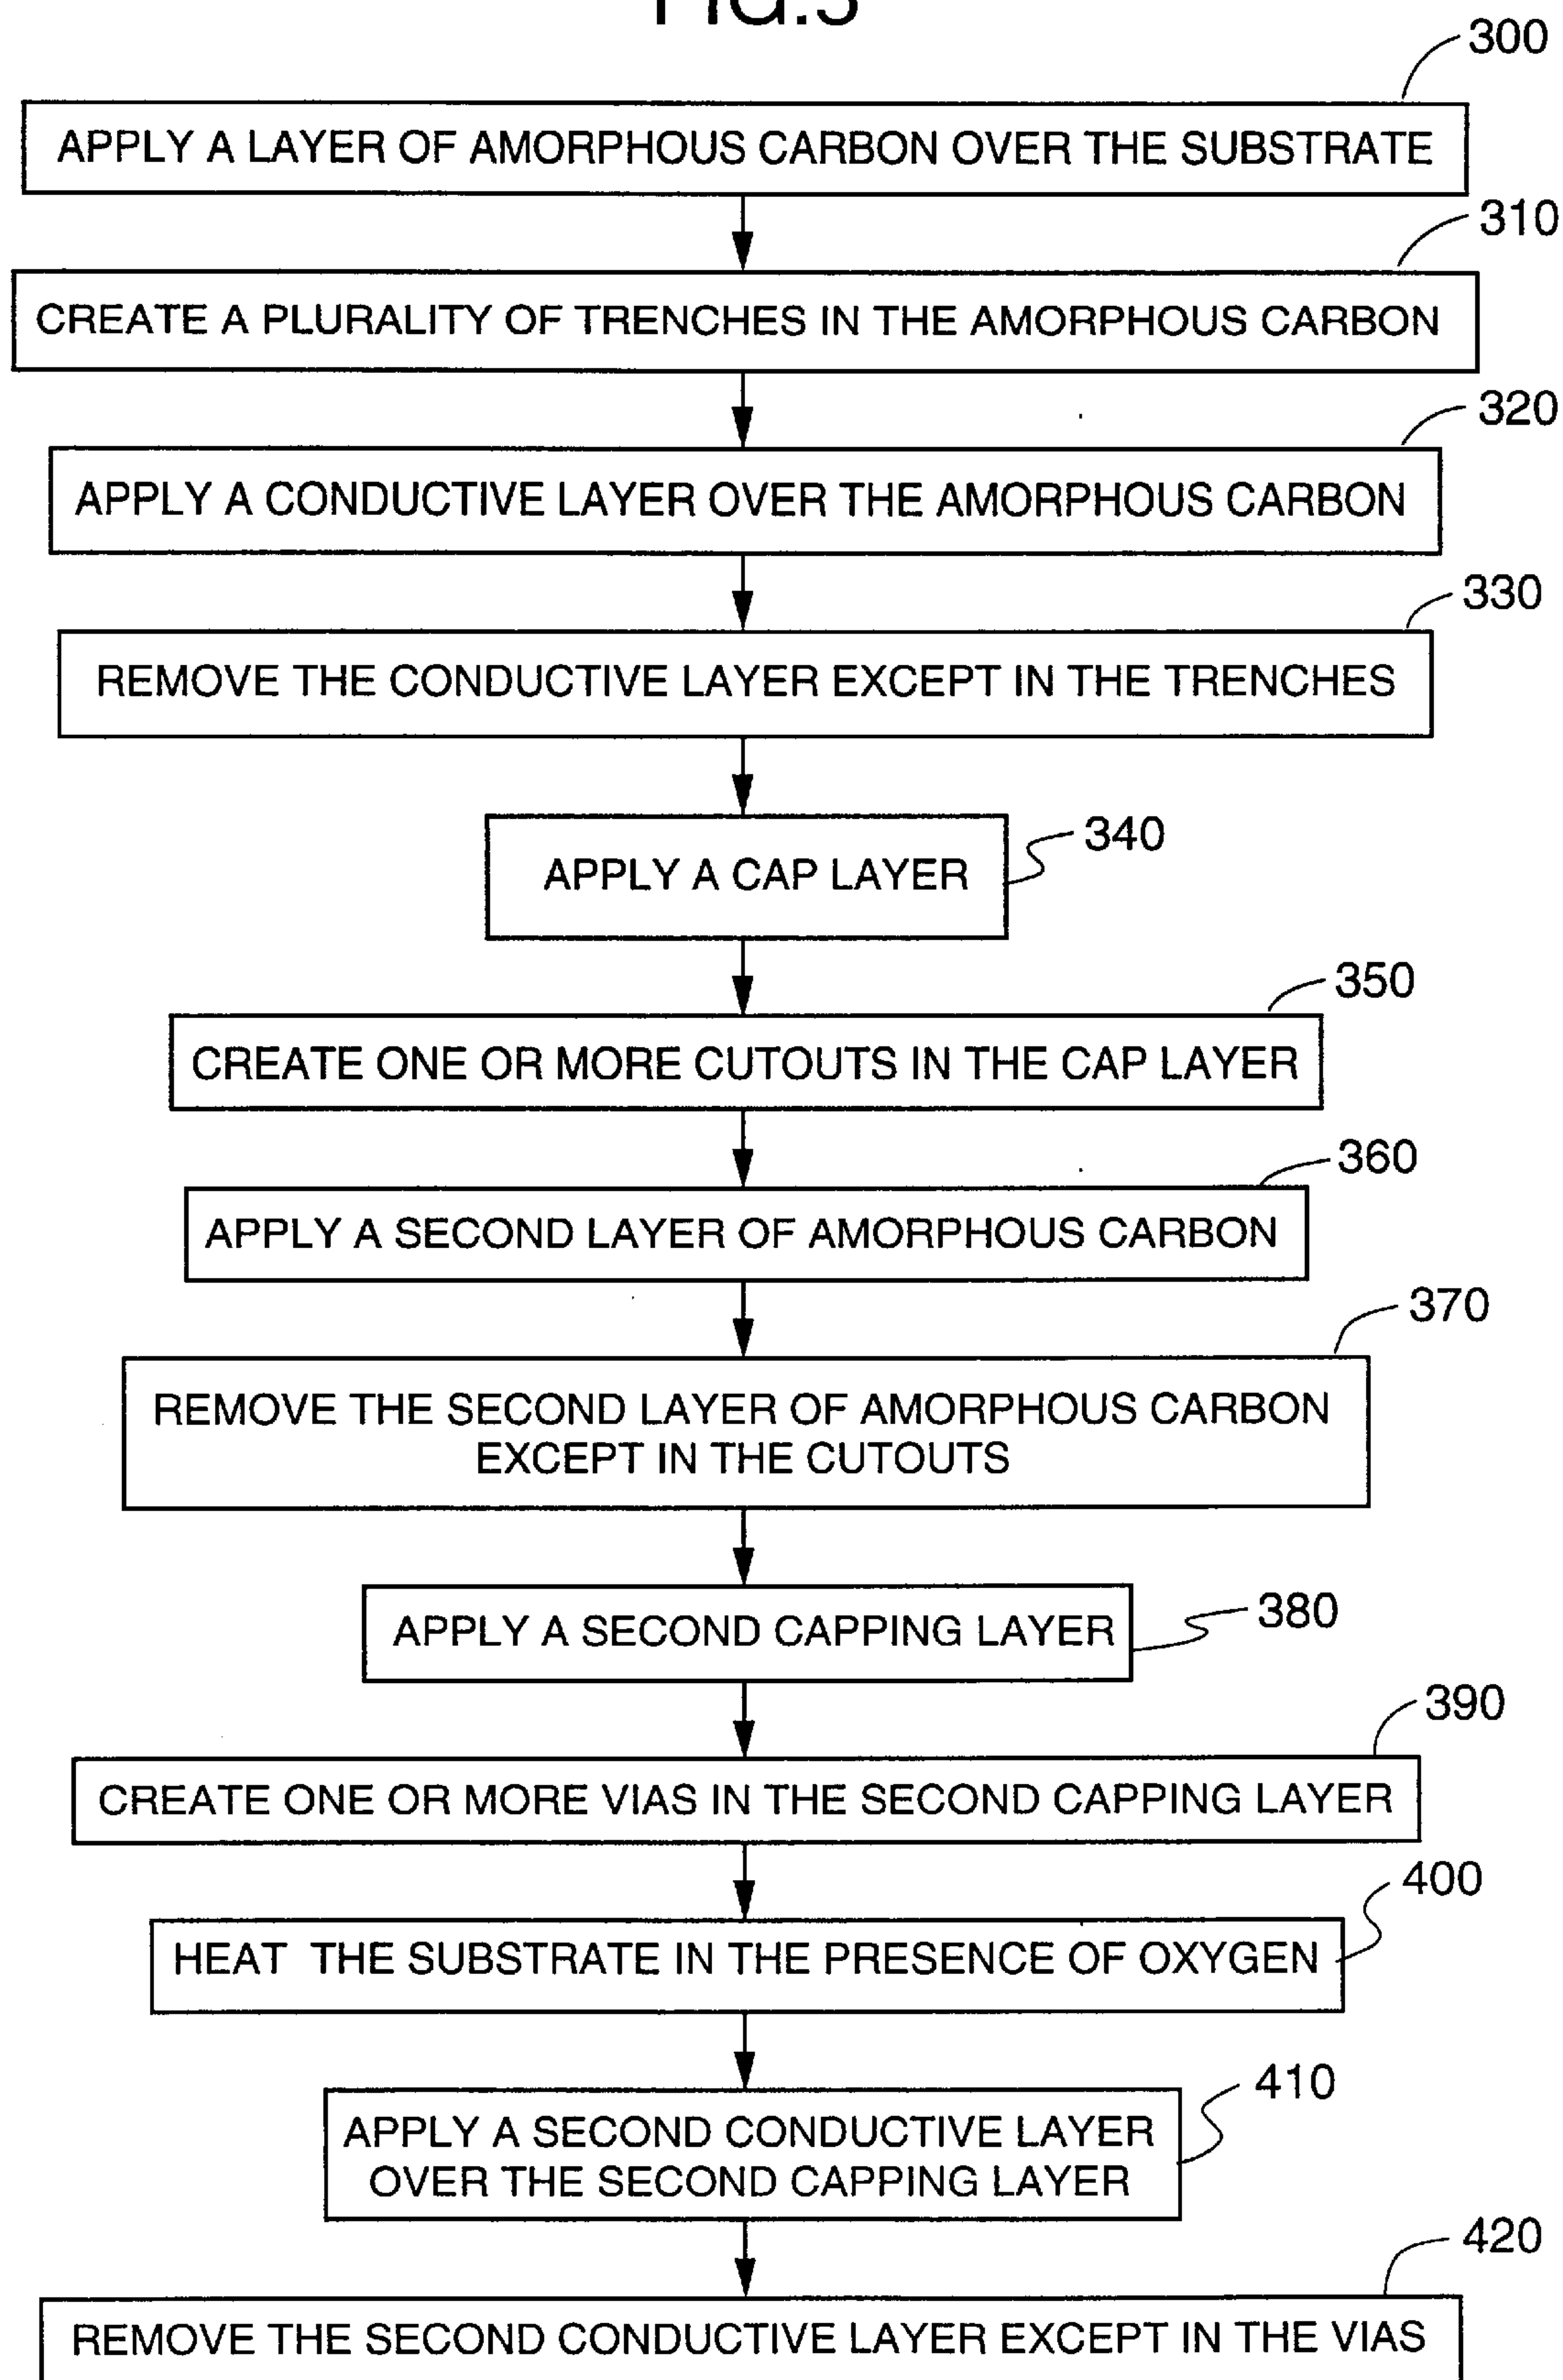 FIG.3
300
APPLY A LAYER OF AMORPHOUS CARBON OVER THE SUBSTRATE
310
CREATE A PLURALITY OF TRENCHES IN THE AMORPHOUS CARBON
320
APPLY A CONDUCTIVE LAYER OVER THE AMORPHOUS CARBON
330
REMOVE THE CONDUCTIVE LAYER EXCEPT IN THE TRENCHES
340
APPLY A CAP LAYER
350
CREATE ONE OR MORE CUTOUTS IN THE CAP LAYER
360
APPLY A SECOND LAYER OF AMORPHOUS CARBON
370
REMOVE THE SECOND LAYER OF AMORPHOUS CARBON
EXCEPT IN THE CUTOUTS
380
APPLY A SECOND CAPPING LAYER
390
CREATE ONE OR MORE VIAS IN THE SECOND CAPPING LAYER
400
HEAT THE SUBSTRATE IN THE PRESENCE OF OXYGEN
410
APPLY A SECOND CONDUCTIVE LAYER
OVER THE SECOND CAPPING LAYER
420
REMOVE THE SECOND CONDUCTIVE LAYER EXCEPT IN THE VIAS